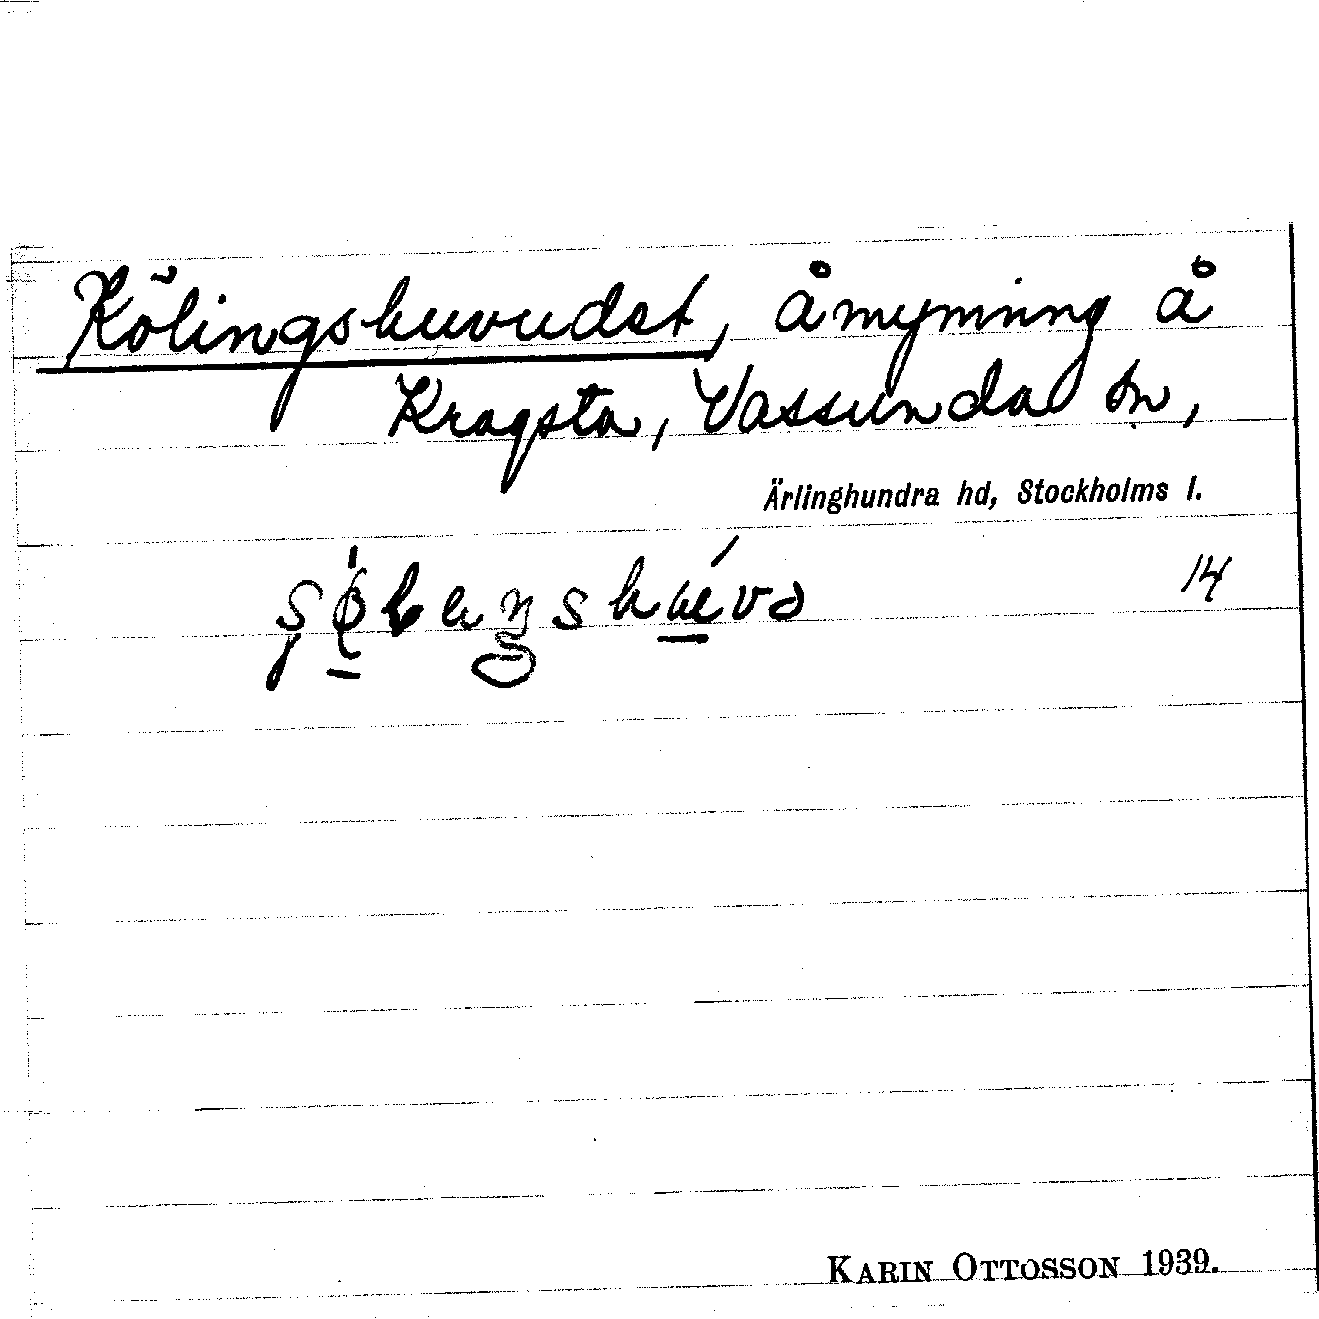 Kölingshuvudet, åmynning å
Kragsta, Vassunda sn,
Ärlinghundra hd, Stockholms l.
14
KARIN OTTOSSON 1939.